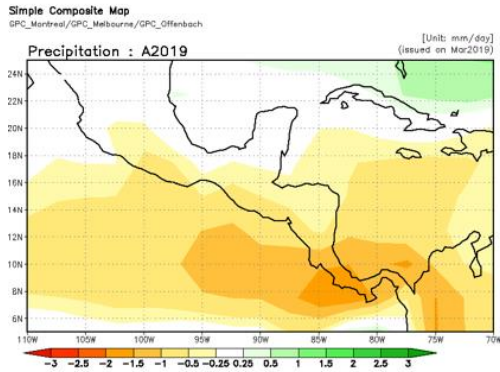 Simple Composite Map
GPC_Montreal/GPC_Melbourne/GPC_Offenbach
[Unit: mm/day]
Precipitation : A2019
(issued on Mar2019)
24N
22N
20N
18N
16N
14N
12N
10N
8N
6N
110W 105W 100W 95W 90W 85W 80W 75W 70W
-3 -2.5 -2 -1.5 -1 -0.5 -0.25 0.25 0.5 1 1.5 2 2.5 3